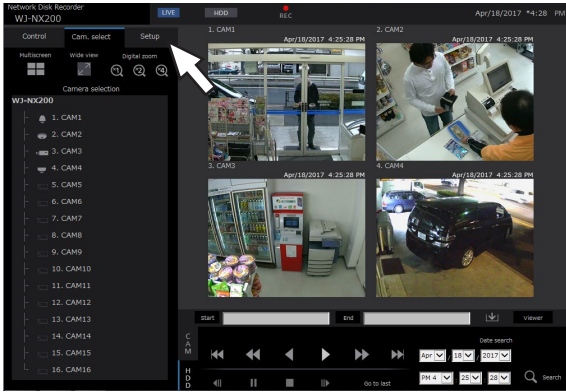 Network Disk Recorder
WJ-NX200
LIVE
HDD
REC
Apr/18/2017 *4:28 PM
Control
Cam. select
Setup
Multiscreen
Wide view
Digital zoom
Camera selection
WJ-NX200
1. CAM1
2. CAM2
3. CAM3
4. CAM4
5. CAM5
6. CAM6
7. CAM7
8. CAM8
9. CAM9
10. CAM10
11. CAM11
12. CAM12
13. CAM13
14. CAM14
15. CAM15
16. CAM16
1. CAM1
Apr/18/2017 4:25:28 PM
2. CAM2
Apr/18/2017 4:25:28 PM
3. CAM3
Apr/18/2017 4:25:28 PM
4. CAM4
Apr/18/2017 4:25:28 PM
Start
End
Viewer
CAM
HDD
Go to last
Date search
Apr / 18 / 2017
PM 4 : 25 : 28
Search